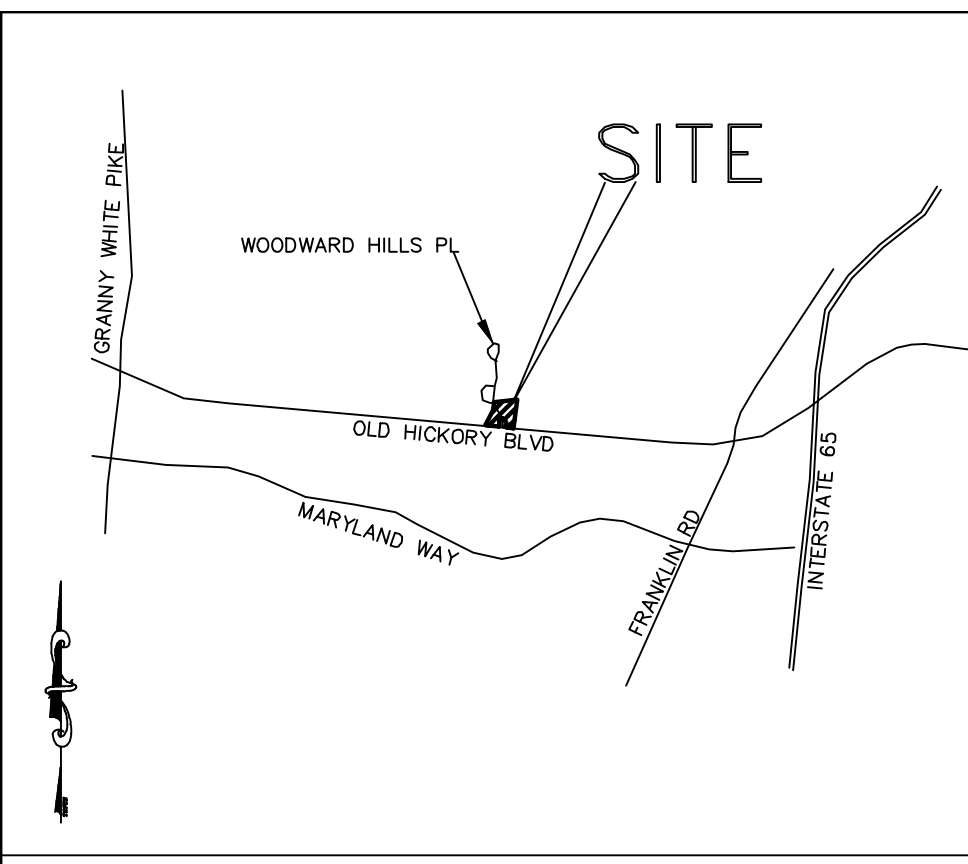 SITE
WOODWARD HILLS PL
GRANNY WHITE PIKE
OLD HICKORY BLVD
MARYLAND WAY
FRANKLIN RD
INTERSTATE 65